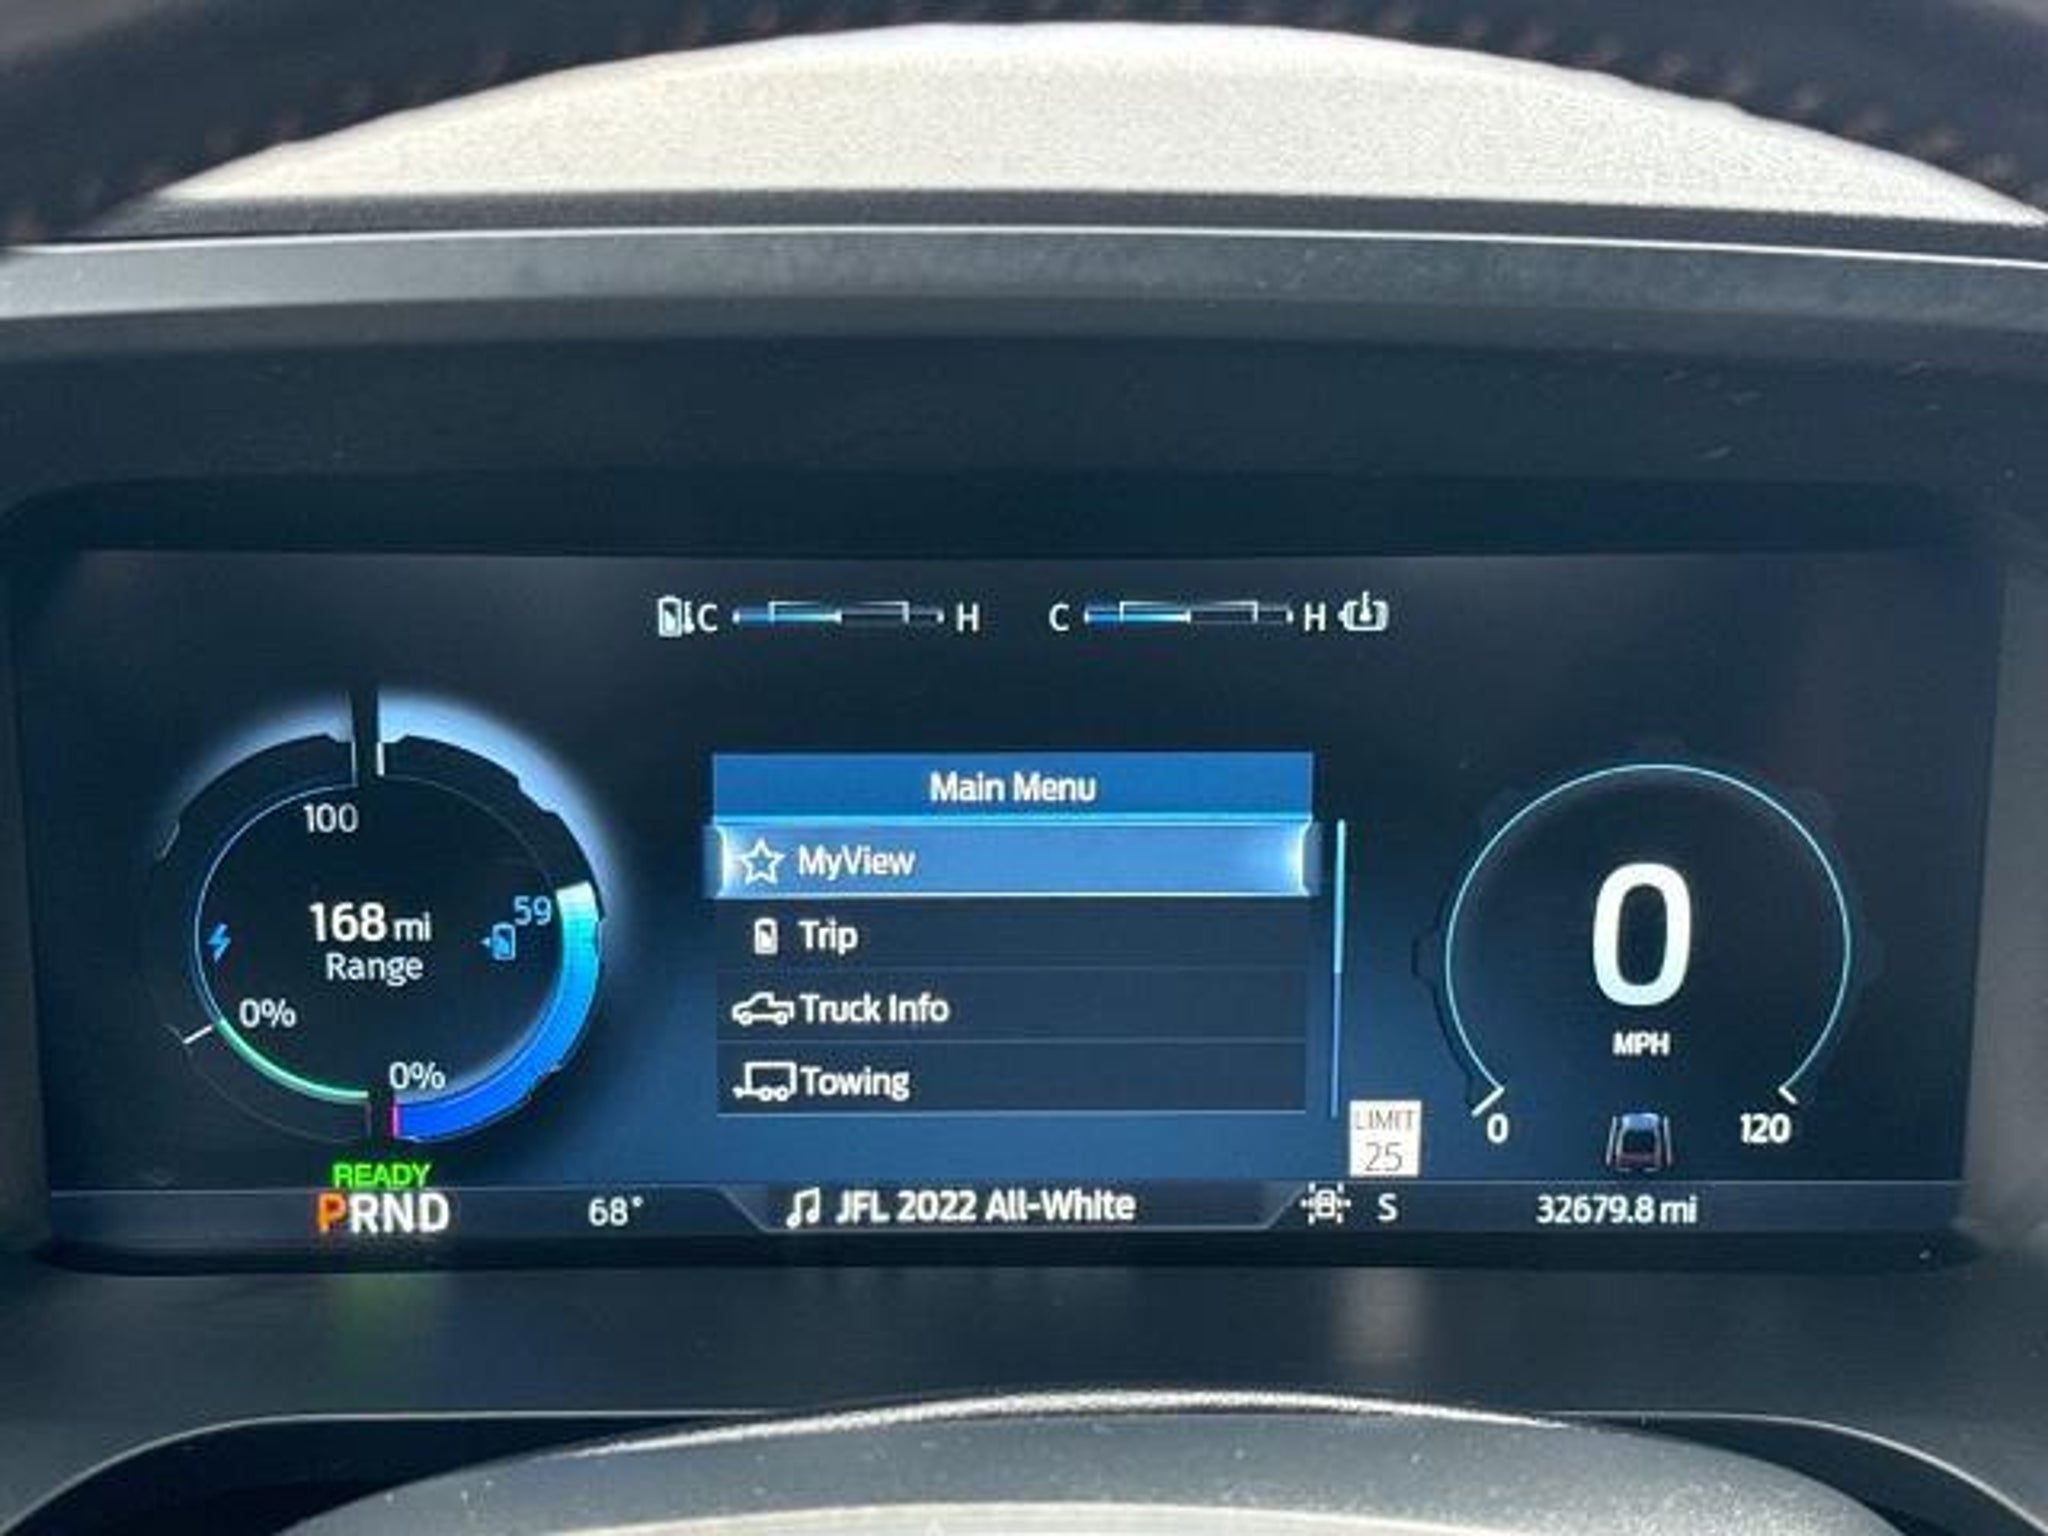 C H C H
Main Menu
100
MyView
59
168 mi
Trip
Range
0%
Truck Info
0%
Towing
0
MPH
0 120
LIMIT
25
READY
PRND
68°
JFL 2022 All-White
S
32679.8 mi